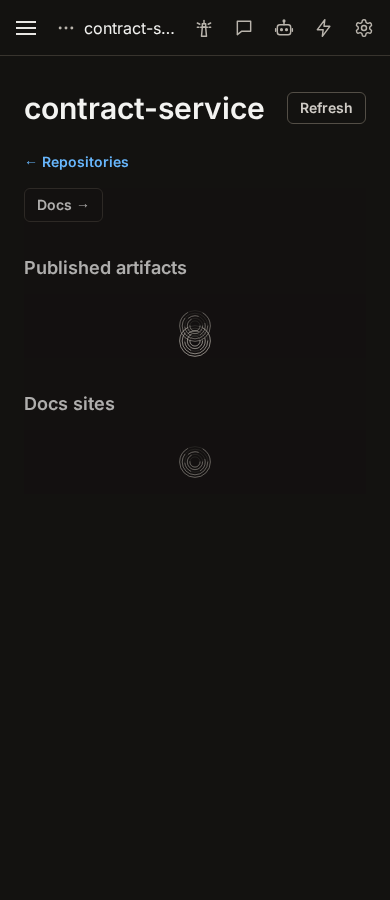 contract-s...
contract-service
Refresh
← Repositories
Docs →
Published artifacts
Docs sites